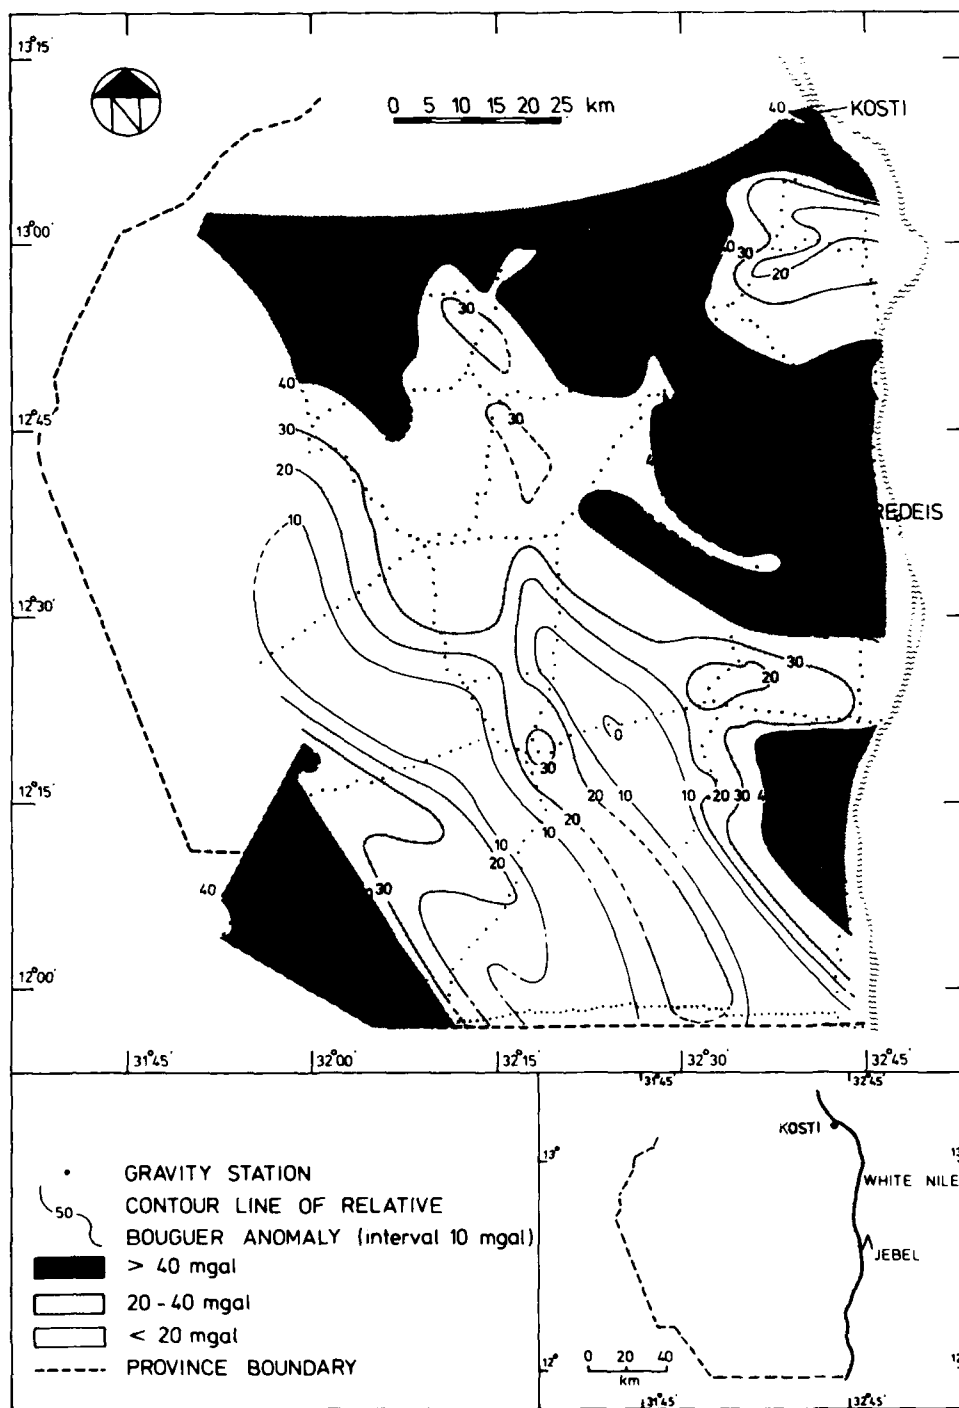 13°15'
0 5 10 15 20 25 km
40 KOSTI
13°00'
40 30
20
30
40
12°45'
30
30
20
10
REDEIS
12°30'
30
20
0
30
20 10 10 20 30 4
12°15'
10
20
10
20
40
30
12°00'
31°45' 32°00' 32°15' 32°30' 32°45'
GRAVITY STATION
50 CONTOUR LINE OF RELATIVE
BOUGUER ANOMALY (interval 10 mgal)
> 40 mgal
20 - 40 mgal
< 20 mgal
PROVINCE BOUNDARY
31°45' 32°45'
KOSTI
13°
WHITE NILE
JEBEL
12°
0 20 40
km
31°45' 32°45'